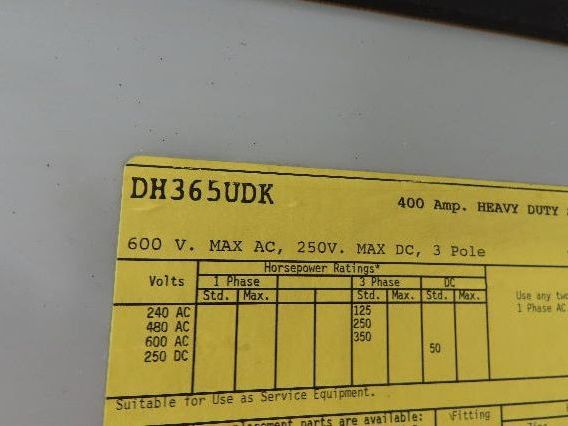 DH365UDK
400 Amp. HEAVY DUTY
600 V. MAX AC, 250V. MAX DC, 3 Pole
Horsepower Ratings*
Volts 1 Phase 3 Phase DC
Std. Max. Std. Max. Std. Max.
Use any two
1 Phase AC
240 AC 125
480 AC 250
600 AC 350
250 DC 50
Suitable for Use as Service Equipment.
parts are available:
Fitting